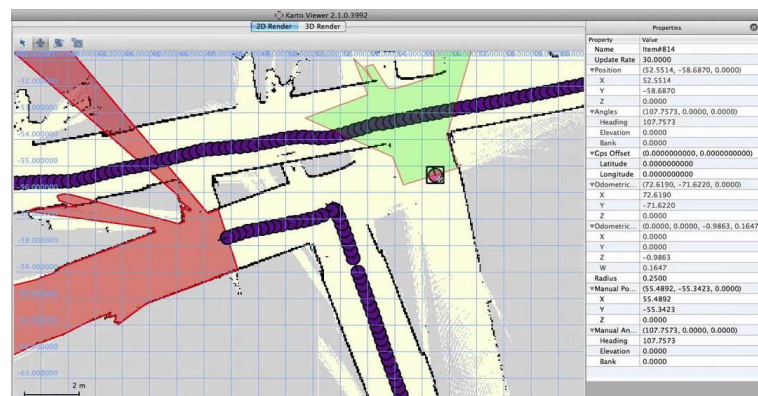 Karto Viewer 2.1.0.3992
2D Render 3D Render
-52.000000
-53.000000
-54.000000
-55.000000
-58.000000
-59.000000
-61.000000
2 m
Properties
Property Value
Name Item#814
Update Rate 30.0000
▼Position (52.5514, -58.6870, 0.0000)
X 52.5514
Y -58.6870
Z 0.0000
▼Angles (107.7573, 0.0000, 0.0000)
Heading 107.7573
Elevation 0.0000
Bank 0.0000
▼Gps Offset (0.0000000000, 0.0000000000)
Latitude 0.0000000000
Longitude 0.0000000000
▼Odometric... (72.6190, -71.6220, 0.0000)
X 72.6190
Y -71.6220
Z 0.0000
▼Odometric... (0.0000, 0.0000, -0.9863, 0.1647
X 0.0000
Y 0.0000
Z -0.9863
W 0.1647
Radius 0.2500
▼Manual Po... (55.4892, -55.3423, 0.0000)
X 55.4892
Y -55.3423
Z 0.0000
▼Manual An... (107.7573, 0.0000, 0.0000)
Heading 107.7573
Elevation 0.0000
Bank 0.0000